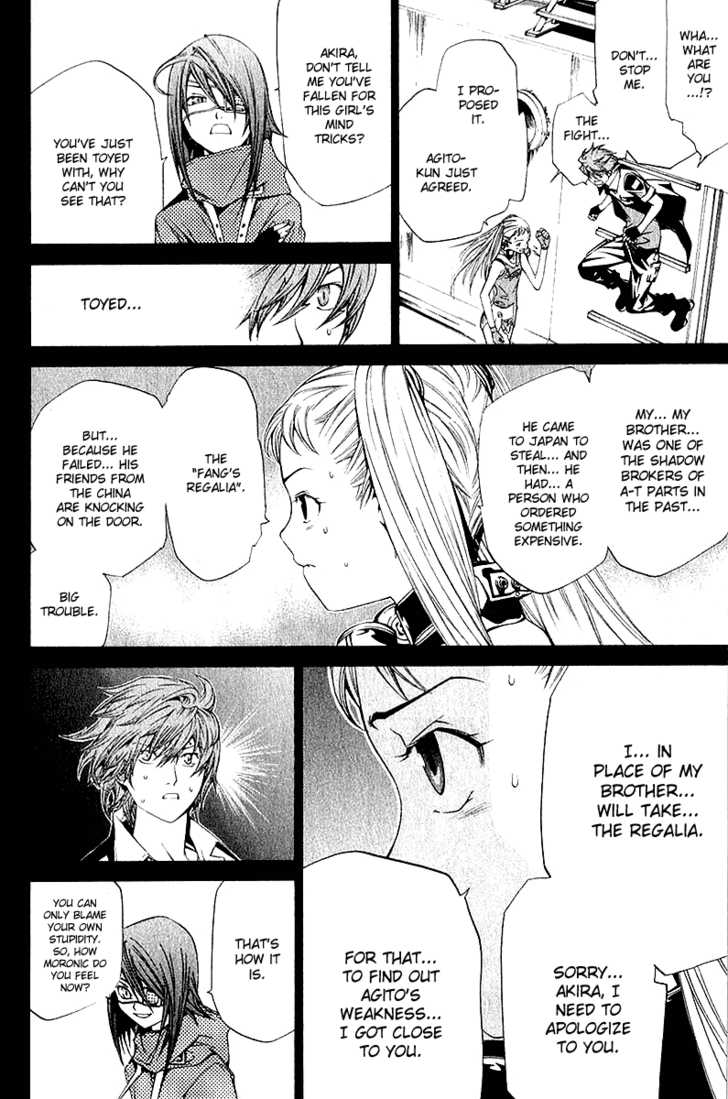 WHA...
WHAT
ARE
YOU
...!?
DON'T...
STOP
ME.
THE
FIGHT...
I PRO-
POSED
IT.
AGITO-
KUN JUST
AGREED.
AKIRA,
DON'T TELL
ME YOU'VE
FALLEN FOR
THIS GIRL'S
MIND
TRICKS?
YOU'VE JUST
BEEN TOYED
WITH, WHY
CAN'T YOU
SEE THAT?
TOYED...
MY... MY
BROTHER...
WAS ONE OF
THE SHADOW
BROKERS OF
A-T PARTS IN
THE PAST...
HE CAME
TO JAPAN TO
STEAL... AND
THEN... HE
HAD... A
PERSON WHO
ORDERED
SOMETHING
EXPENSIVE.
THE
"FANG'S
REGALIA".
BUT...
BECAUSE HE
FAILED... HIS
FRIENDS FROM
THE CHINA
ARE KNOCKING
ON THE DOOR.
BIG
TROUBLE.
I... IN
PLACE OF MY
BROTHER...
WILL TAKE...
THE REGALIA.
SORRY...
AKIRA, I
NEED TO
APOLOGIZE
TO YOU.
FOR THAT...
TO FIND OUT
AGITO'S
WEAKNESS...
I GOT CLOSE
TO YOU.
THAT'S
HOW IT
IS.
YOU CAN
ONLY BLAME
YOUR OWN
STUPIDITY.
SO, HOW
MORONIC DO
YOU FEEL
NOW?